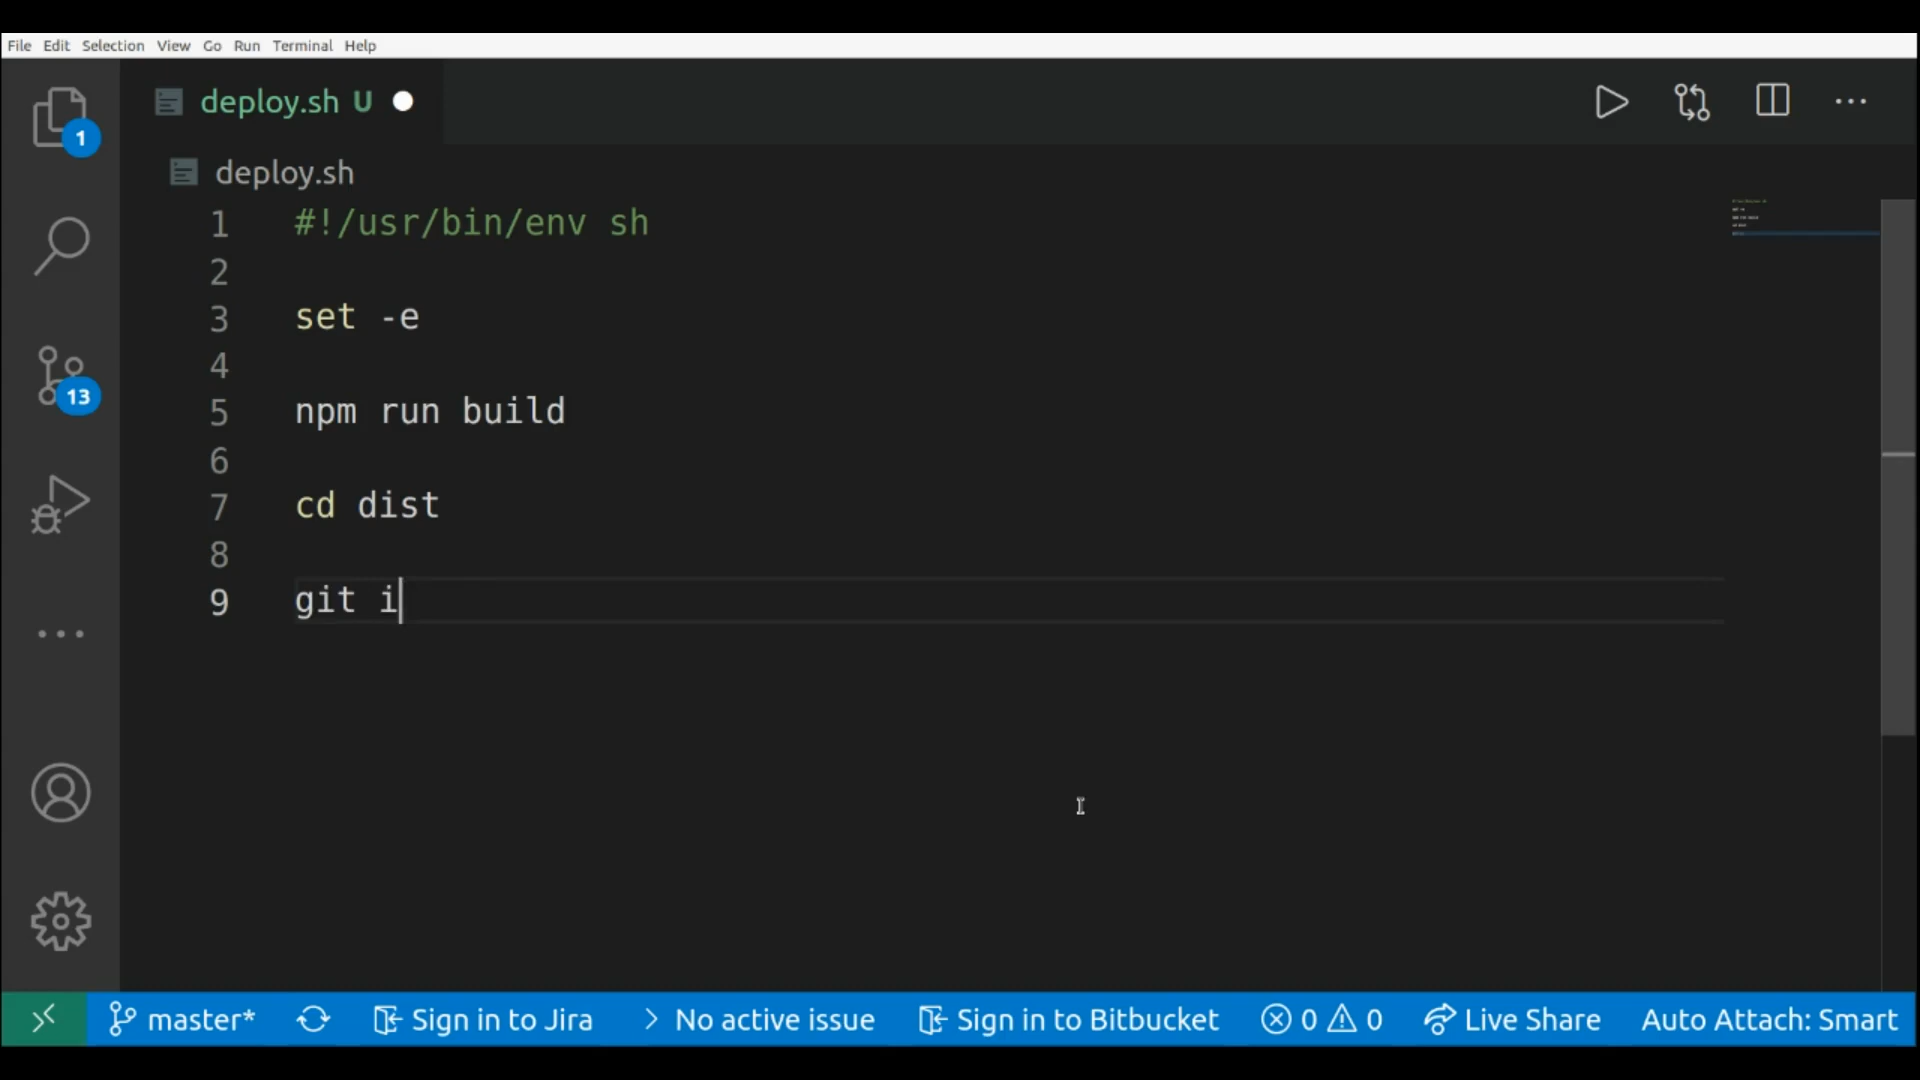 File Edit Selection View Go Run Terminal Help
deploy.sh U
1
deploy.sh
1 #!/usr/bin/env sh
2
3 set -e
4
13
5 npm run build
6
7 cd dist
8
9 git i
master* Sign in to Jira No active issue Sign in to Bitbucket 0 0 Live Share Auto Attach: Smart